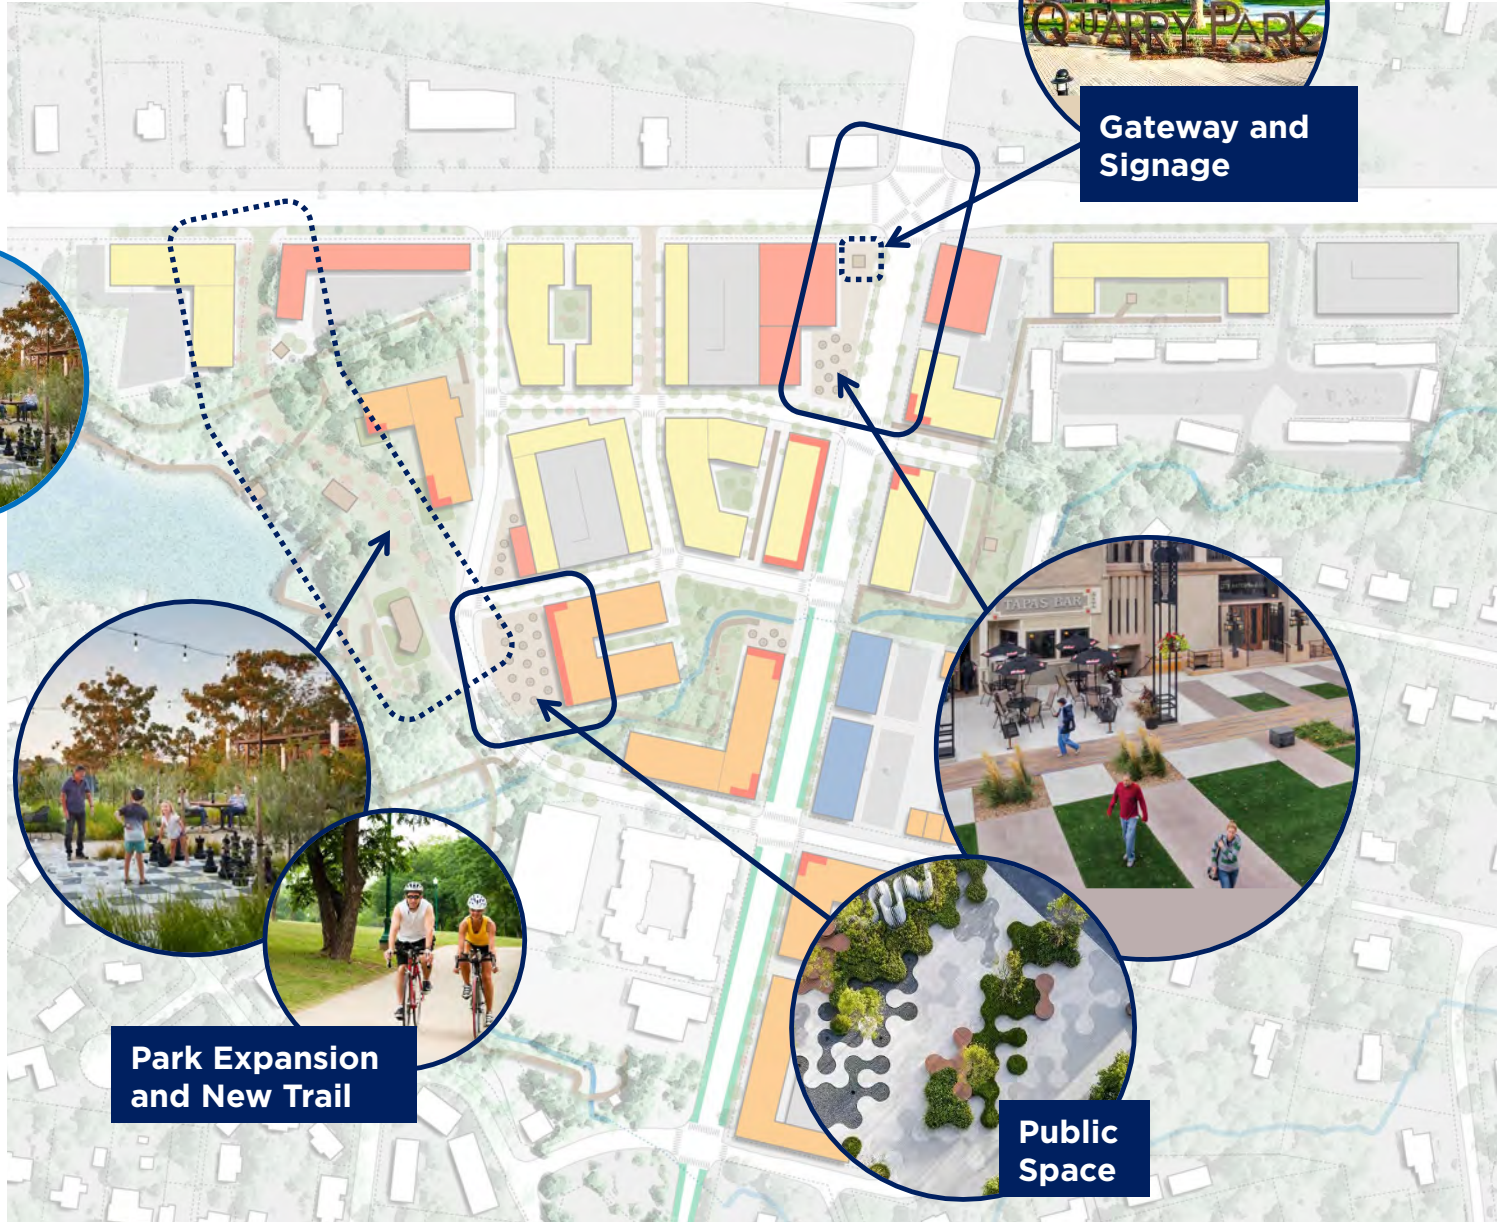 QUARRY PARK
Gateway and
Signage
TAPAS BAR
Park Expansion
and New Trail
Public
Space